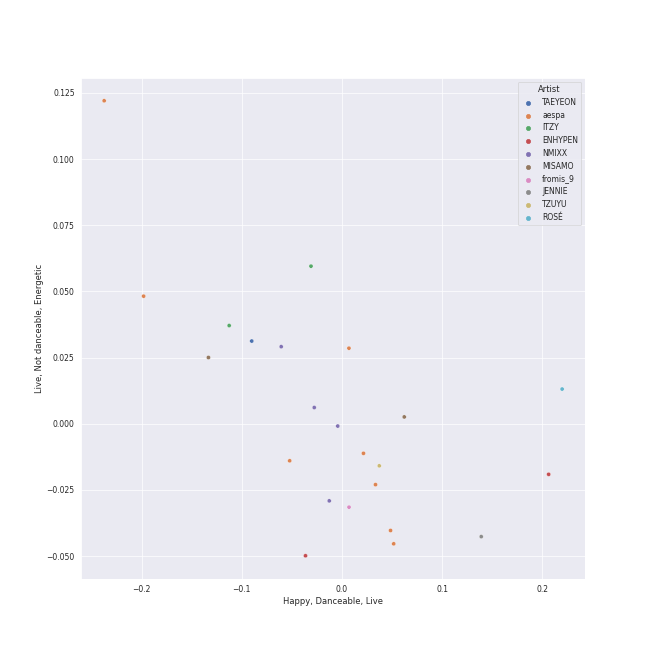 Artist
TAEYEON
aespa
ITZY
ENHYPEN
NMIXX
MISAMO
fromis_9
JENNIE
TZUYU
ROSÉ
0.125
0.100
0.075
0.050
0.025
0.000
−0.025
−0.050
Live, Not danceable, Energetic
−0.2
−0.1
0.0
0.1
0.2
Happy, Danceable, Live